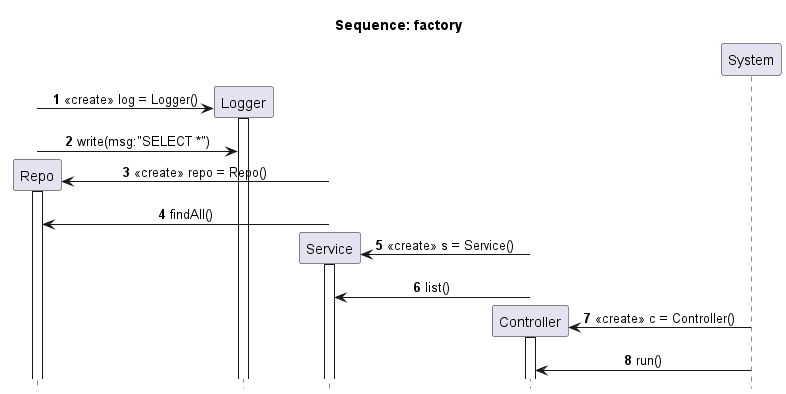 Sequence: factory
System
1 «create» log = Logger()
Logger
2 write(msg:"SELECT *")
Repo
3 «create» repo = Repo()
4 findAll()
Service
5 «create» s = Service()
6 list()
Controller
7 «create» c = Controller()
8 run()